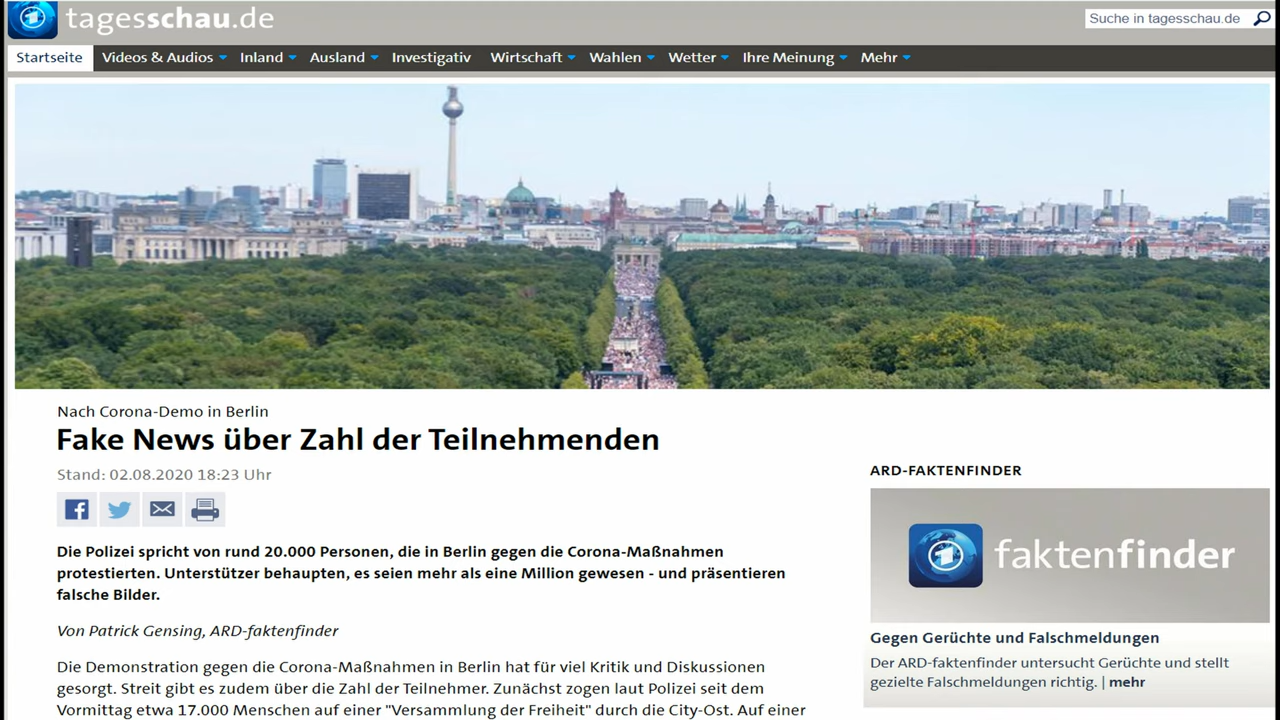 tagesschau.de
Suche in tagesschau.de
Startseite Videos & Audios Inland Ausland Investigativ Wirtschaft Wahlen Wetter Ihre Meinung Mehr
Nach Corona-Demo in Berlin
Fake News über Zahl der Teilnehmenden
Stand: 02.08.2020 18:23 Uhr
Die Polizei spricht von rund 20.000 Personen, die in Berlin gegen die Corona-Maßnahmen
protestierten. Unterstützer behaupten, es seien mehr als eine Million gewesen - und präsentieren
falsche Bilder.
Von Patrick Gensing, ARD-faktenfinder
Die Demonstration gegen die Corona-Maßnahmen in Berlin hat für viel Kritik und Diskussionen
gesorgt. Streit gibt es zudem über die Zahl der Teilnehmer. Zunächst zogen laut Polizei seit dem
Vormittag etwa 17.000 Menschen auf einer "Versammlung der Freiheit" durch die City-Ost. Auf einer
ARD-FAKTENFINDER
faktenfinder
Gegen Gerüchte und Falschmeldungen
Der ARD-faktenfinder untersucht Gerüchte und stellt
gezielte Falschmeldungen richtig. | mehr